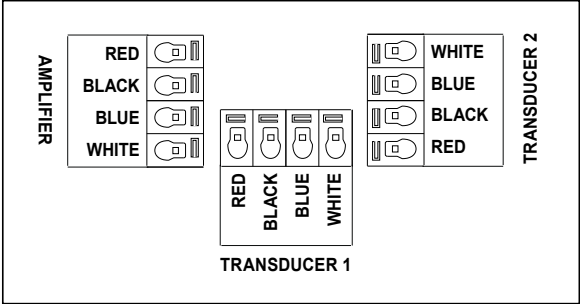 AMPLIFIER
RED
BLACK
BLUE
WHITE
RED
BLACK
BLUE
WHITE
TRANSDUCER 1
WHITE
BLUE
BLACK
RED
TRANSDUCER 2